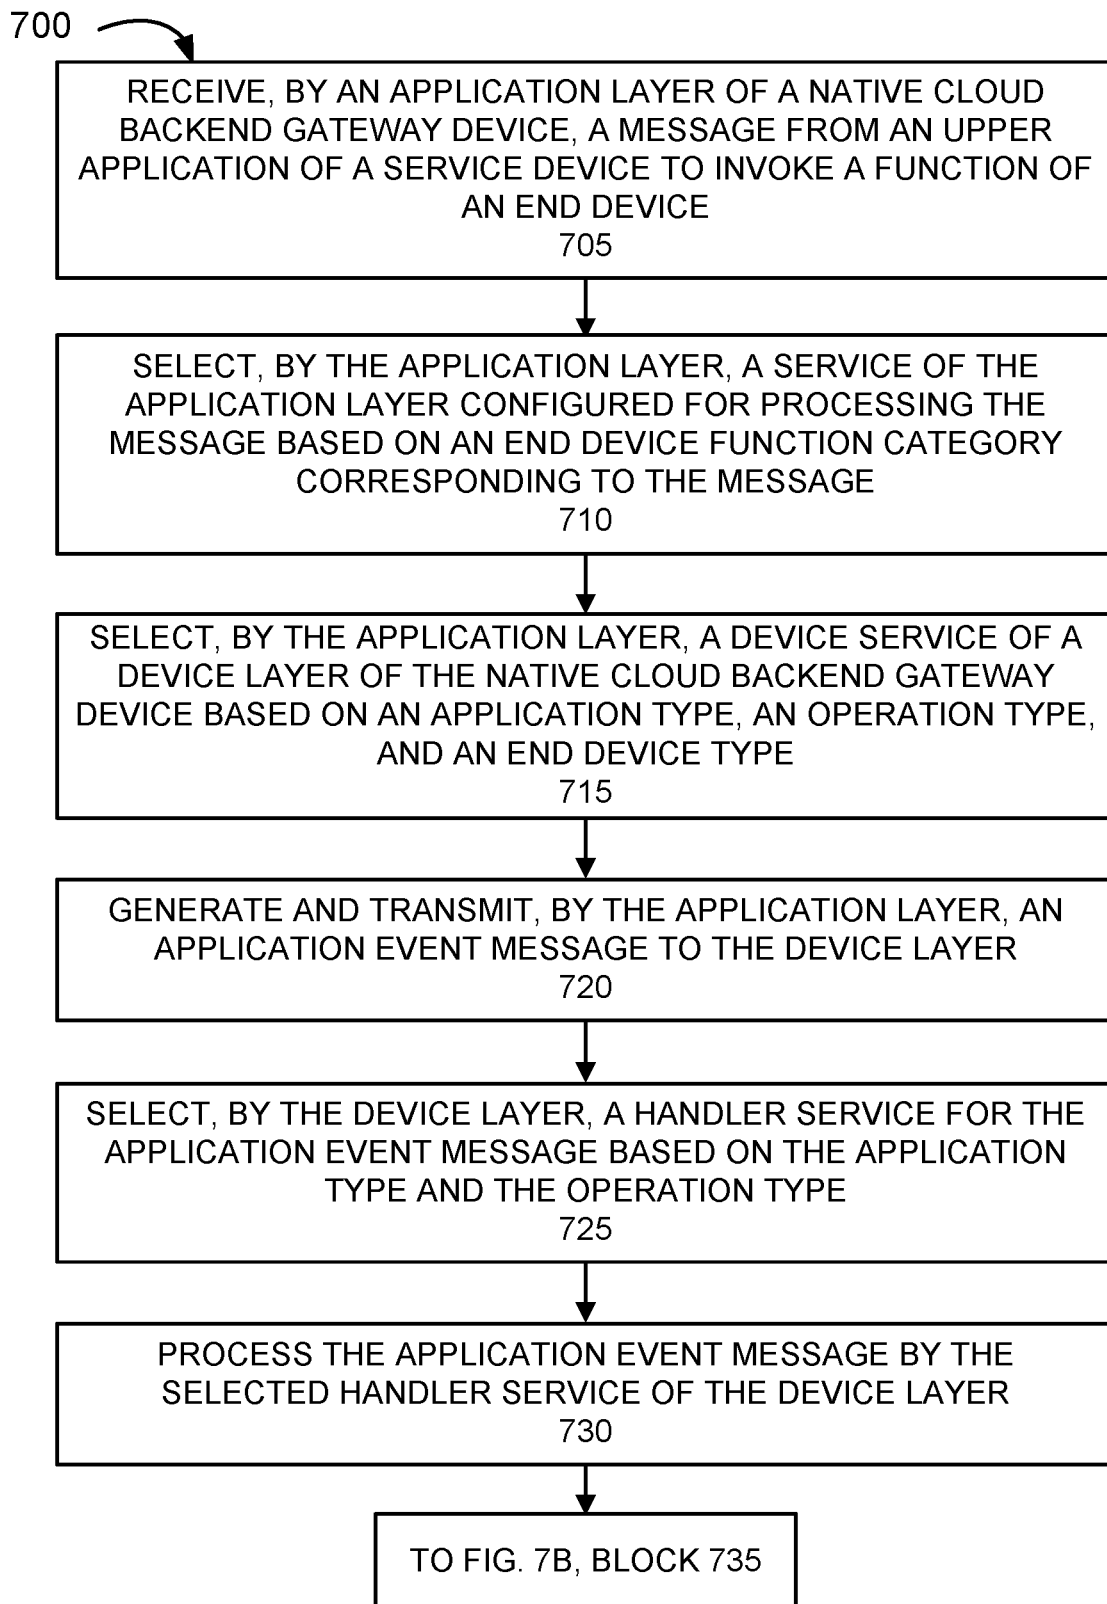 700
RECEIVE, BY AN APPLICATION LAYER OF A NATIVE CLOUD
BACKEND GATEWAY DEVICE, A MESSAGE FROM AN UPPER
APPLICATION OF A SERVICE DEVICE TO INVOKE A FUNCTION OF
AN END DEVICE
705
SELECT, BY THE APPLICATION LAYER, A SERVICE OF THE
APPLICATION LAYER CONFIGURED FOR PROCESSING THE
MESSAGE BASED ON AN END DEVICE FUNCTION CATEGORY
CORRESPONDING TO THE MESSAGE
710
SELECT, BY THE APPLICATION LAYER, A DEVICE SERVICE OF A
DEVICE LAYER OF THE NATIVE CLOUD BACKEND GATEWAY
DEVICE BASED ON AN APPLICATION TYPE, AN OPERATION TYPE,
AND AN END DEVICE TYPE
715
GENERATE AND TRANSMIT, BY THE APPLICATION LAYER, AN
APPLICATION EVENT MESSAGE TO THE DEVICE LAYER
720
SELECT, BY THE DEVICE LAYER, A HANDLER SERVICE FOR THE
APPLICATION EVENT MESSAGE BASED ON THE APPLICATION
TYPE AND THE OPERATION TYPE
725
PROCESS THE APPLICATION EVENT MESSAGE BY THE
SELECTED HANDLER SERVICE OF THE DEVICE LAYER
730
TO FIG. 7B, BLOCK 735